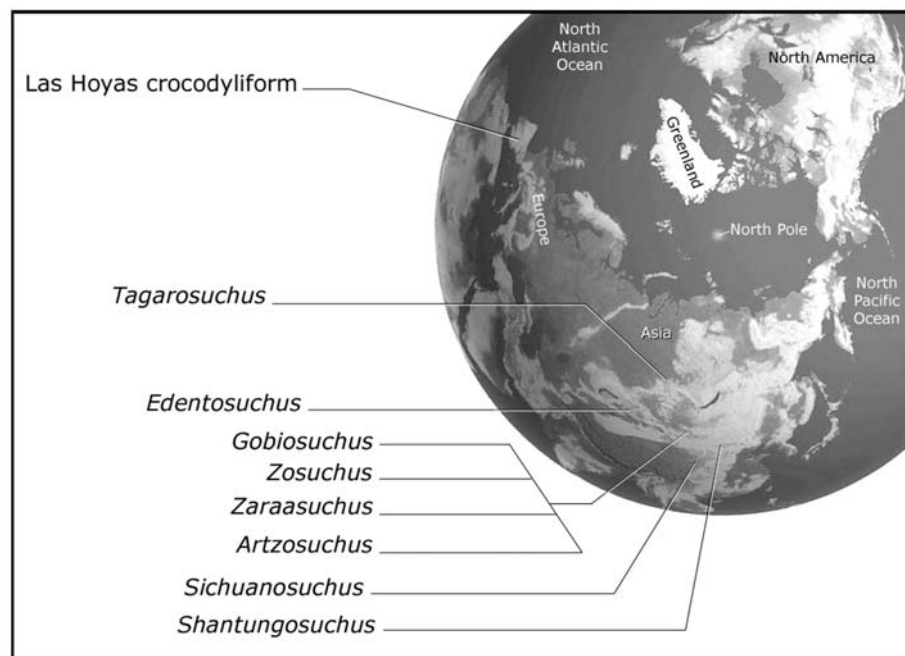 North
Atlantic
Ocean
North America
Las Hoyas crocodyliform
Greenland
Europe
North Pole
North
Pacific
Ocean
Tagarosuchus
Asia
Edentosuchus
Gobiosuchus
Zosuchus
Zaraasuchus
Artzosuchus
Sichuanosuchus
Shantungosuchus